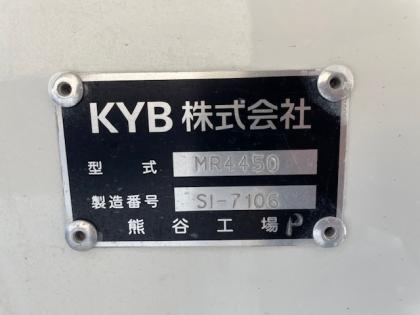 KYB 株式会社
型 式 MR4450
製造番号 SI-7106
熊谷工場 P